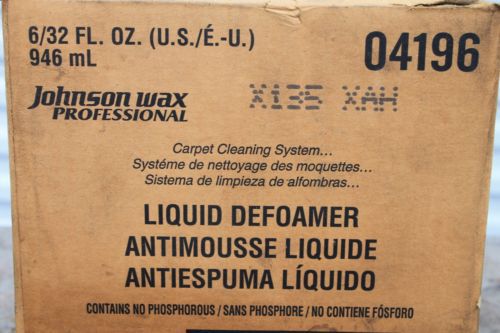 6/32 FL. OZ. (U.S./É.-U.)
946 mL
04196
Johnson wax
PROFESSIONAL
X135 XAH
Carpet Cleaning System...
Systéme de nettoyage des moquettes...
Sistema de limpieza de alfombras...
LIQUID DEFOAMER
ANTIMOUSSE LIQUIDE
ANTIESPUMA LÍQUIDO
CONTAINS NO PHOSPHOROUS / SANS PHOSPHORE / NO CONTIENE FÓSFORO